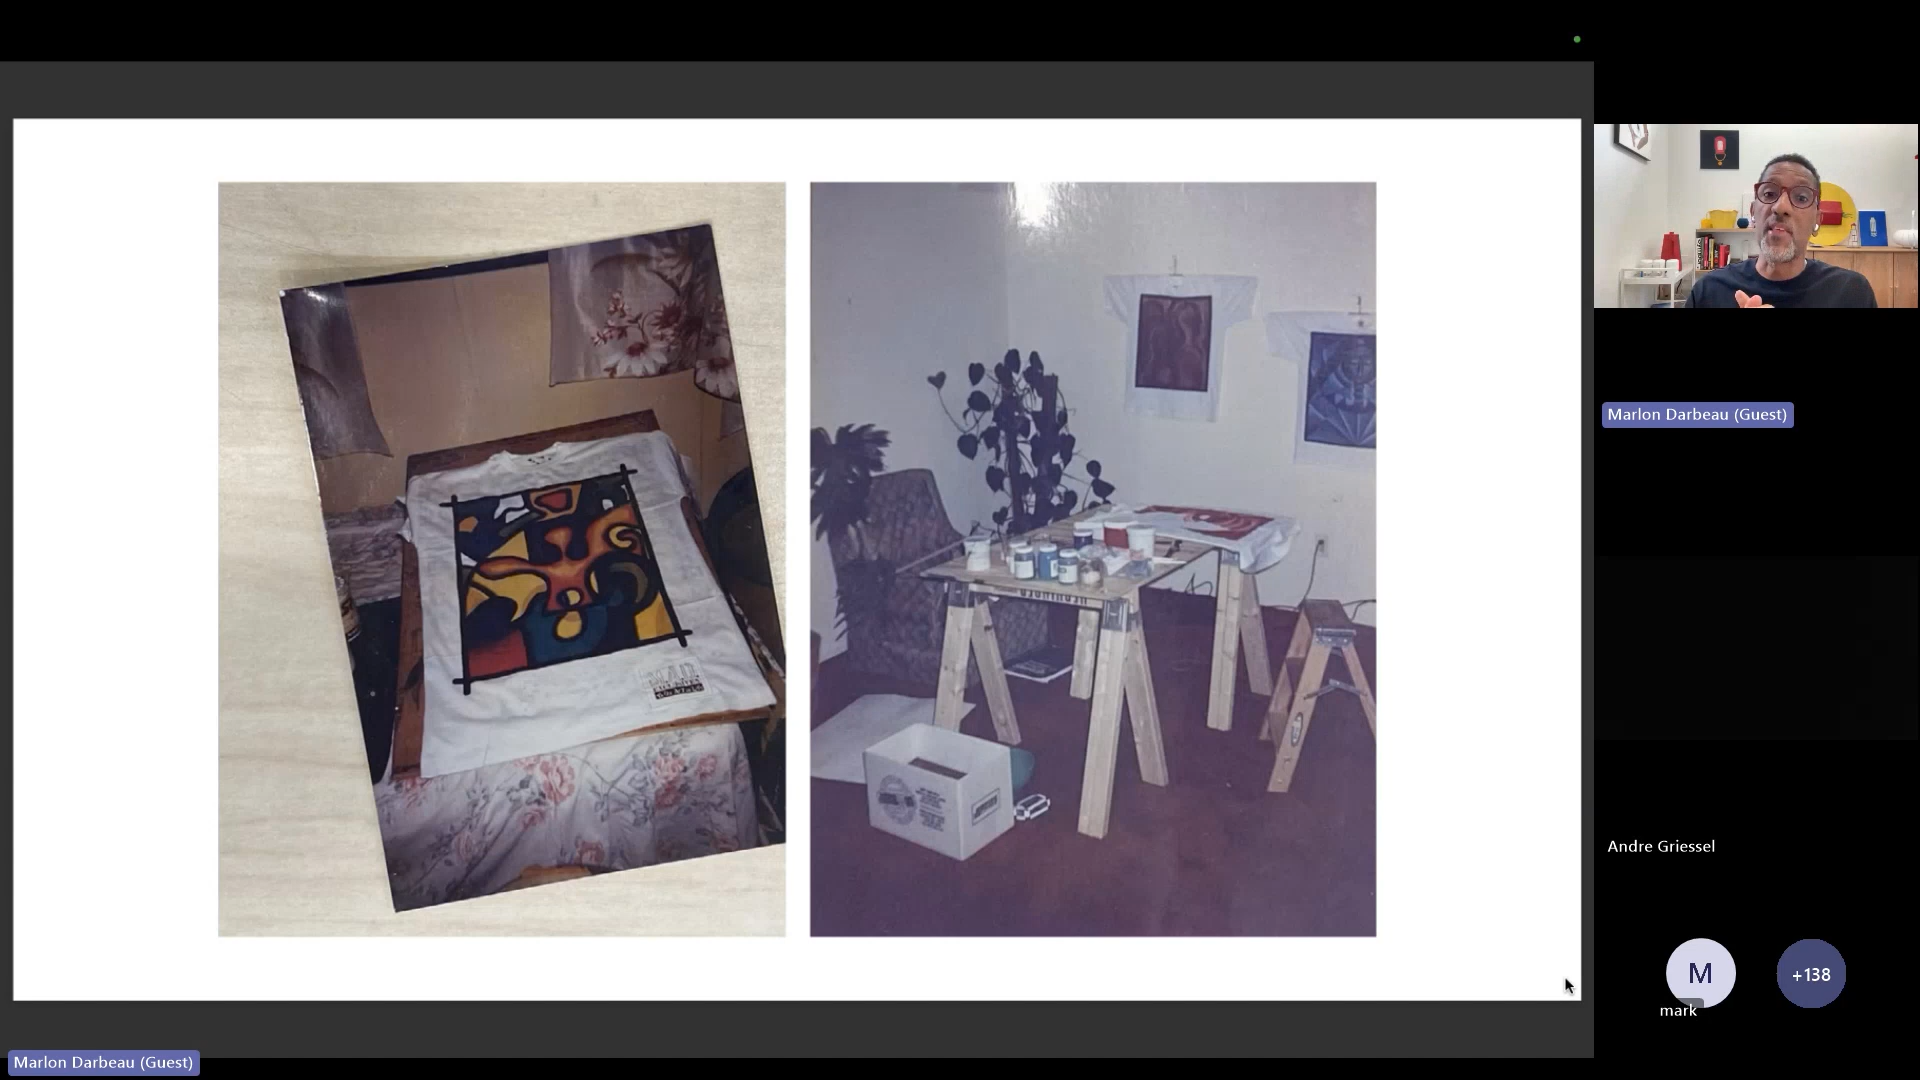 Marlon Darbeau (Guest)
Andre Griessel
M
+138
mark
Marlon Darbeau (Guest)